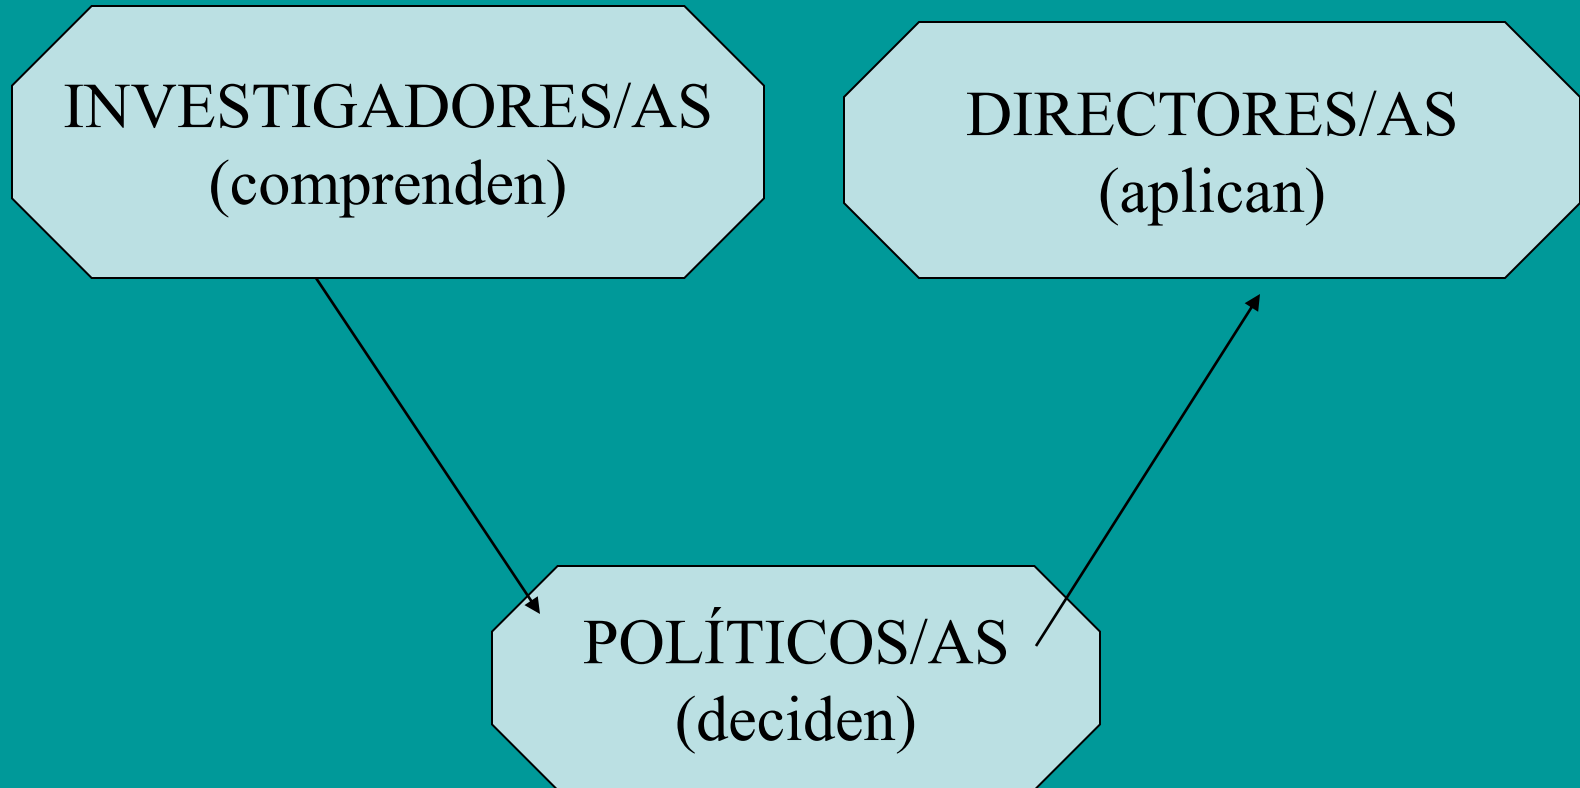 INVESTIGADORES/AS
(comprenden)
DIRECTORES/AS
(aplican)
POLÍTICOS/AS
(deciden)